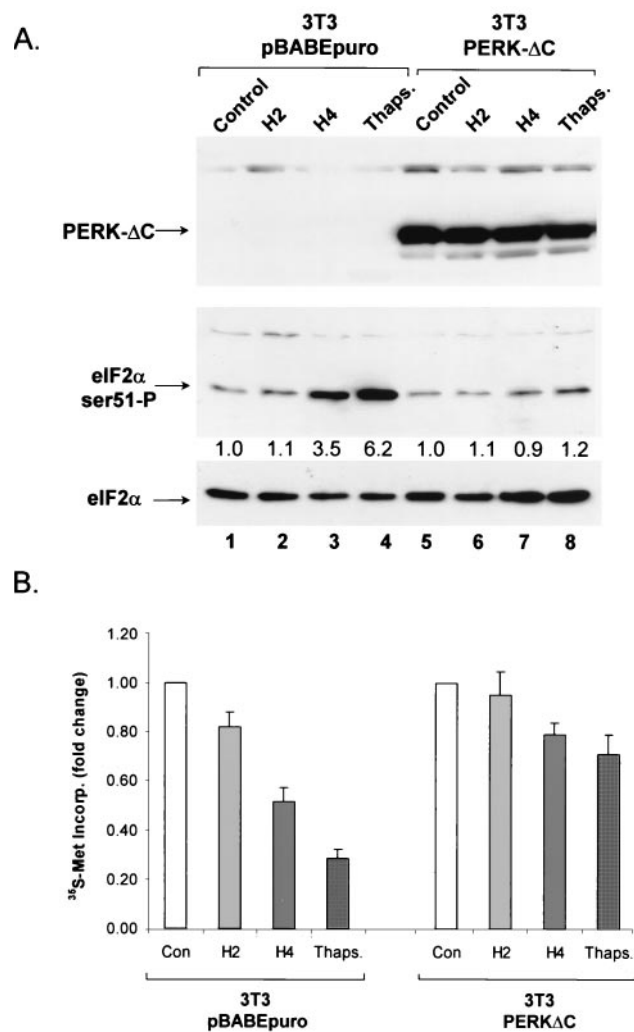 A.
3T3
pBABEpuro
3T3
PERK-ΔC
Control
H2
H4
Thaps.
Control
H2
H4
Thaps.
PERK-ΔC
eIF2α
ser51-P
1.0 1.1 3.5 6.2 1.0 1.1 0.9 1.2
eIF2α
1 2 3 4 5 6 7 8
B.
³⁵S-Met Incorp. (fold change)
1.20
1.00
0.80
0.60
0.40
0.20
0.00
Con H2 H4 Thaps. Con H2 H4 Thaps.
3T3
pBABEpuro
3T3
PERKΔC